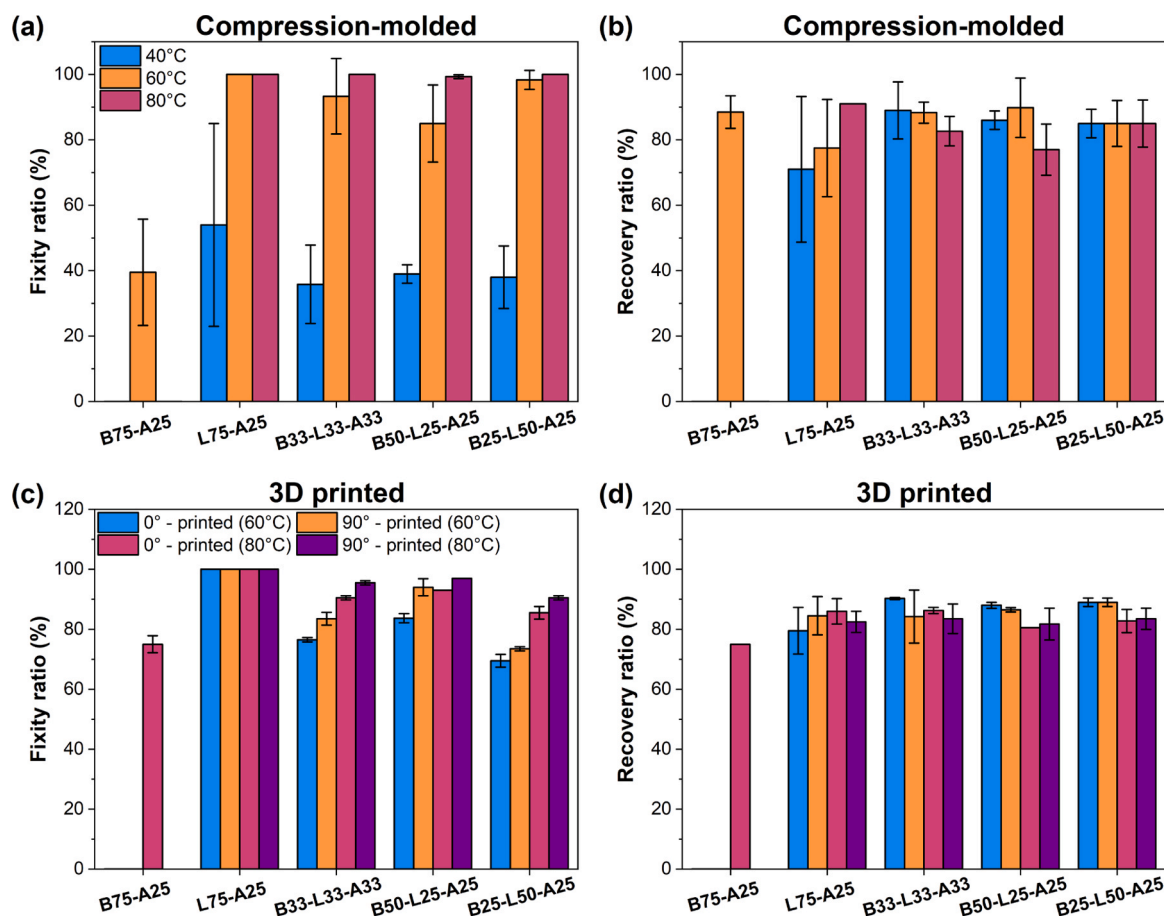 (a) Compression-molded
40°C
60°C
80°C
Fixity ratio (%)
100
80
60
40
20
0
B75-A25 L75-A25 B33-L33-A33 B50-L25-A25 B25-L50-A25
(b) Compression-molded
Recovery ratio (%)
100
80
60
40
20
0
B75-A25 L75-A25 B33-L33-A33 B50-L25-A25 B25-L50-A25
(c) 3D printed
0° - printed (60°C) 90° - printed (60°C)
0° - printed (80°C) 90° - printed (80°C)
Fixity ratio (%)
120
100
80
60
40
20
0
B75-A25 L75-A25 B33-L33-A33 B50-L25-A25 B25-L50-A25
(d) 3D printed
Recovery ratio (%)
120
100
80
60
40
20
0
B75-A25 L75-A25 B33-L33-A33 B50-L25-A25 B25-L50-A25